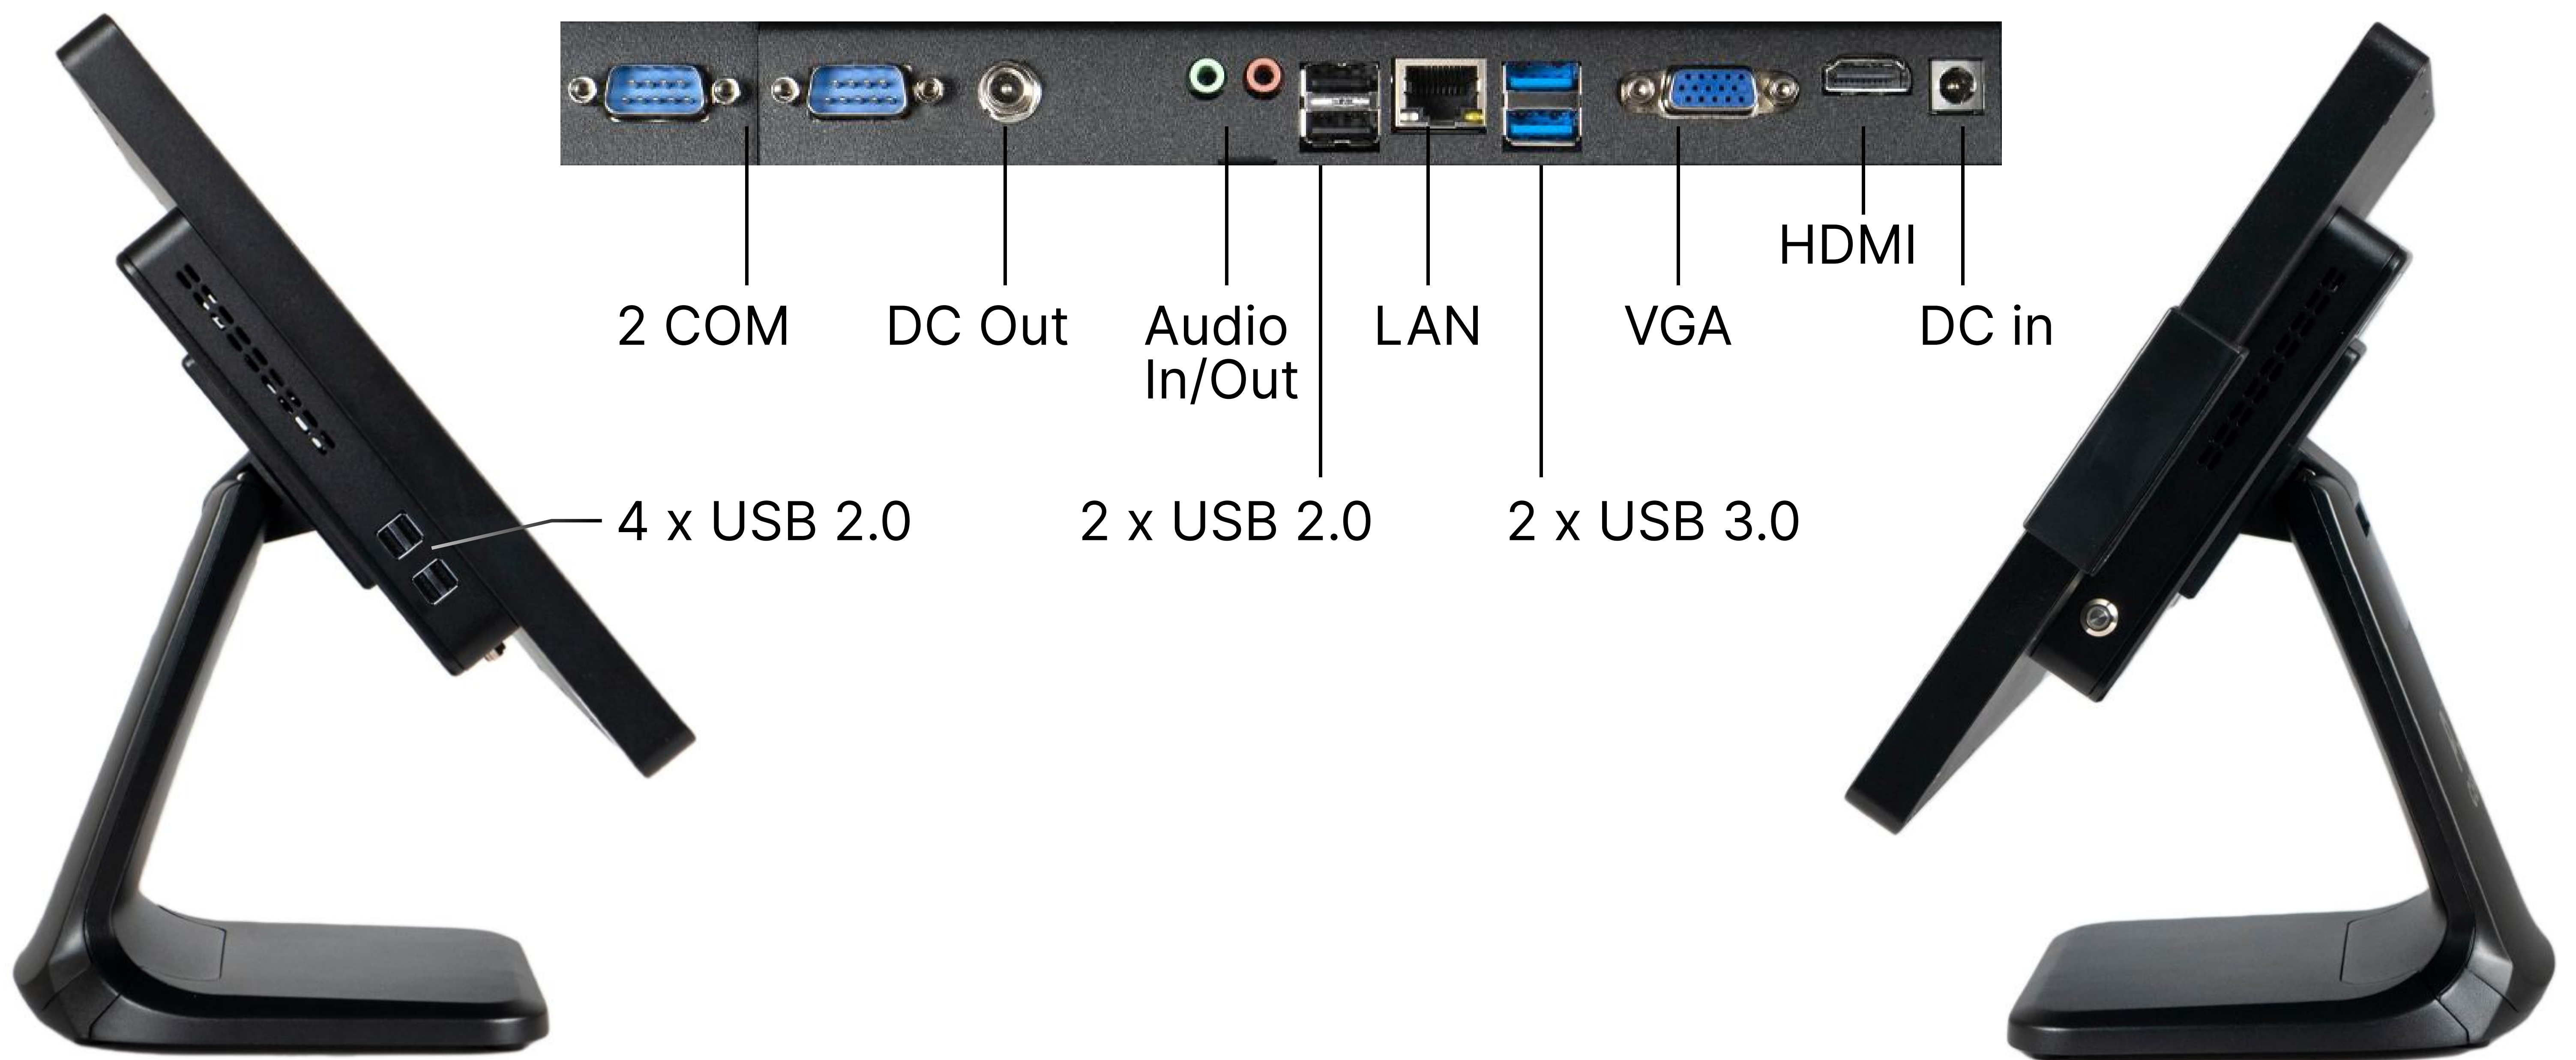 HDMI
2 COM
DC Out
Audio
In/Out
LAN
VGA
DC in
4 x USB 2.0
2 x USB 2.0
2 x USB 3.0